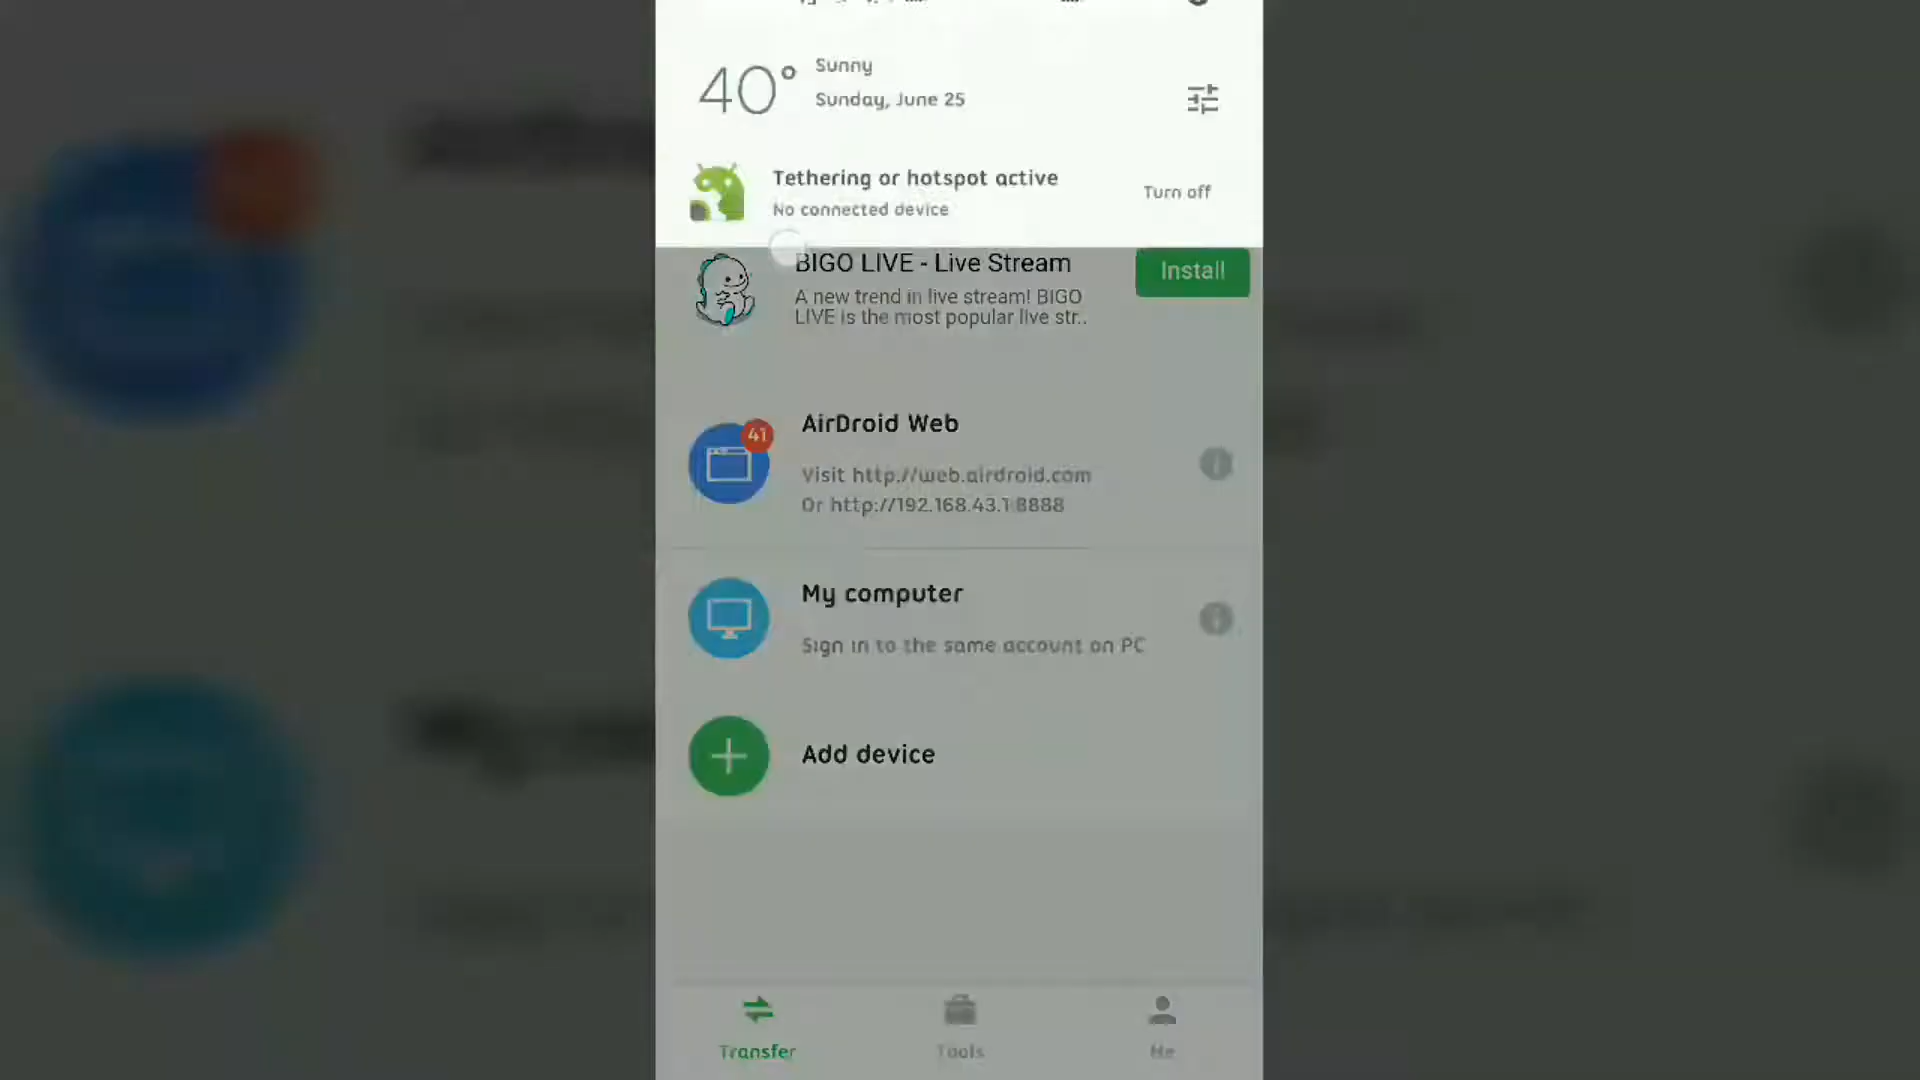 40°
Sunny
Sunday, June 25
Tethering or hotspot active
No connected device
Turn off
BIGO LIVE - Live Stream
Install
A new trend in live stream! BIGO
LIVE is the most popular live str..
41
AirDroid Web
Visit http://web.airdroid.com
Or http://192.168.43.1:8888
My computer
Sign in to the same account on PC
Add device
Transfer
Tools
Me